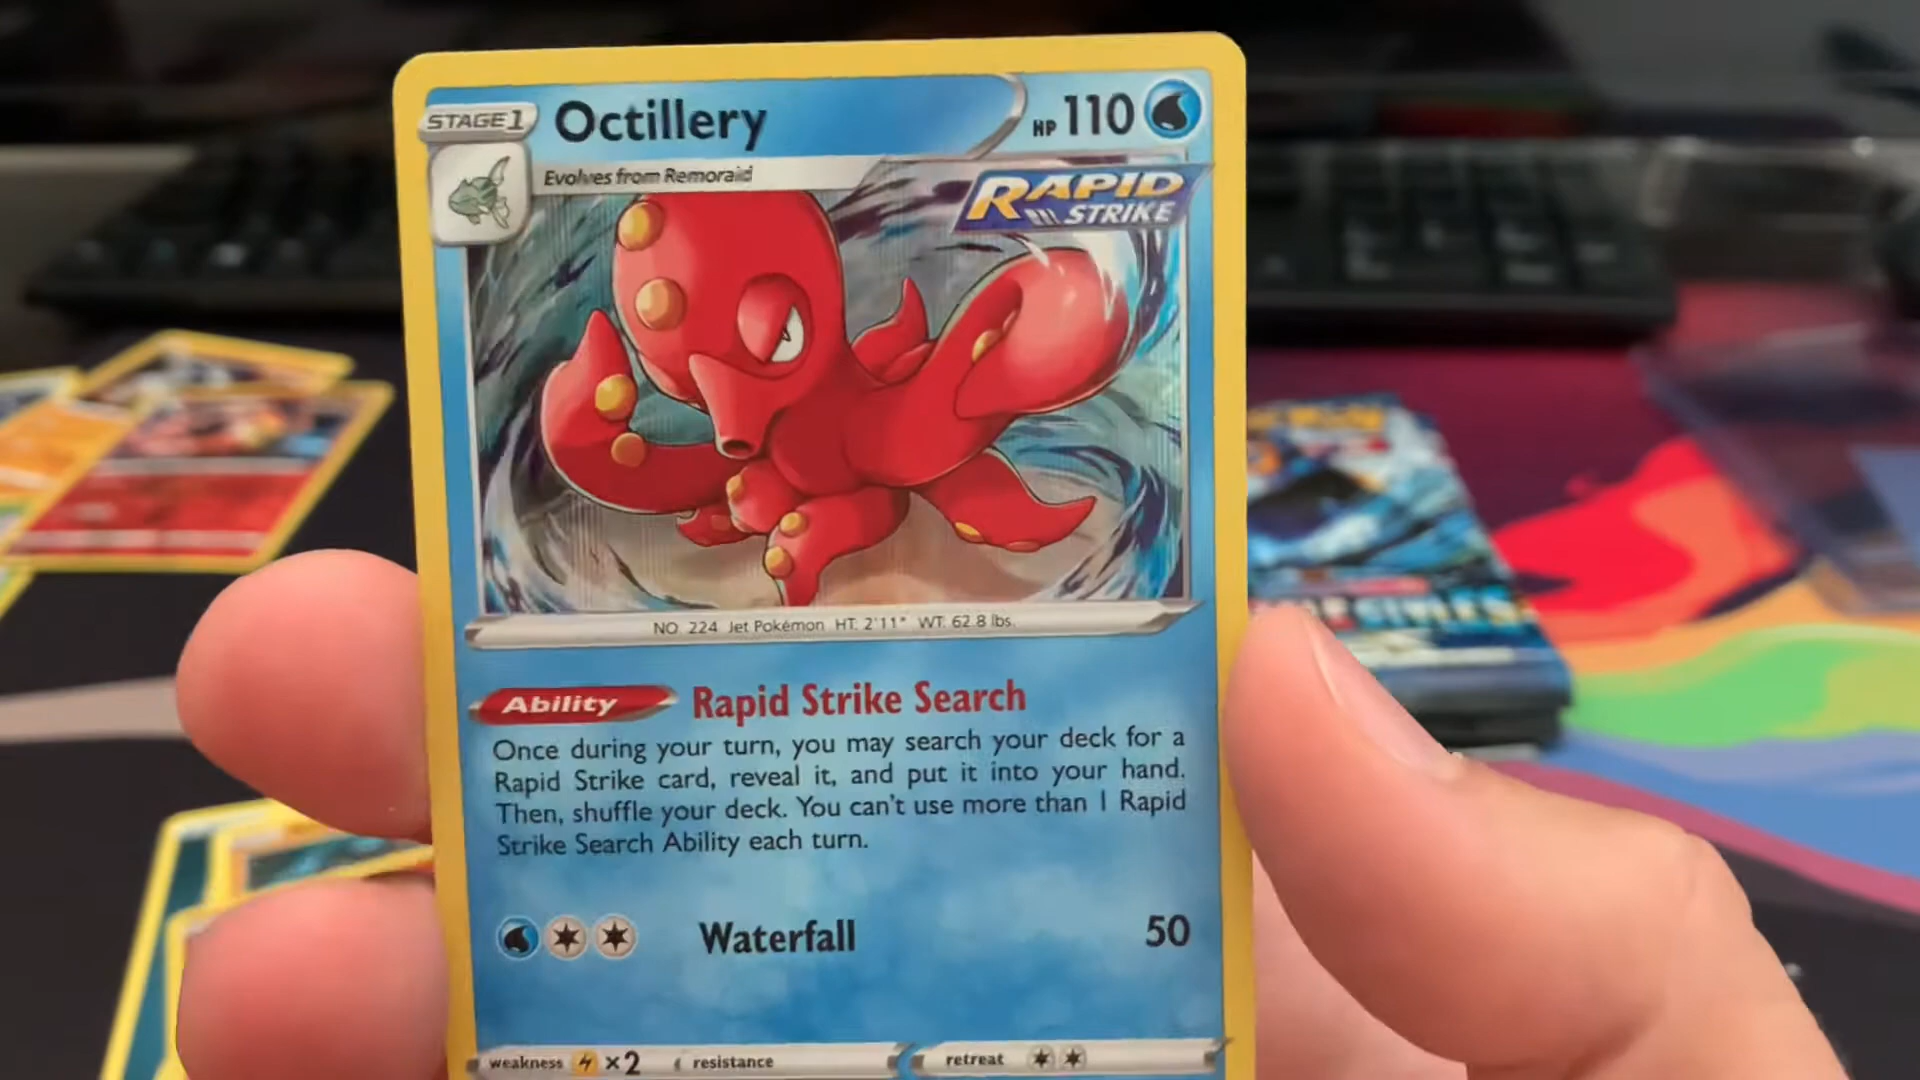 STAGE 1 Octillery HP 110
Evolves from Remoraid
RAPID
STRIKE
NO. 224 Jet Pokémon HT: 2'11" WT: 62.8 lbs.
Ability Rapid Strike Search
Once during your turn, you may search your deck for a
Rapid Strike card, reveal it, and put it into your hand.
Then, shuffle your deck. You can't use more than 1 Rapid
Strike Search Ability each turn.
Waterfall 50
weakness ×2 resistance retreat
STYLES